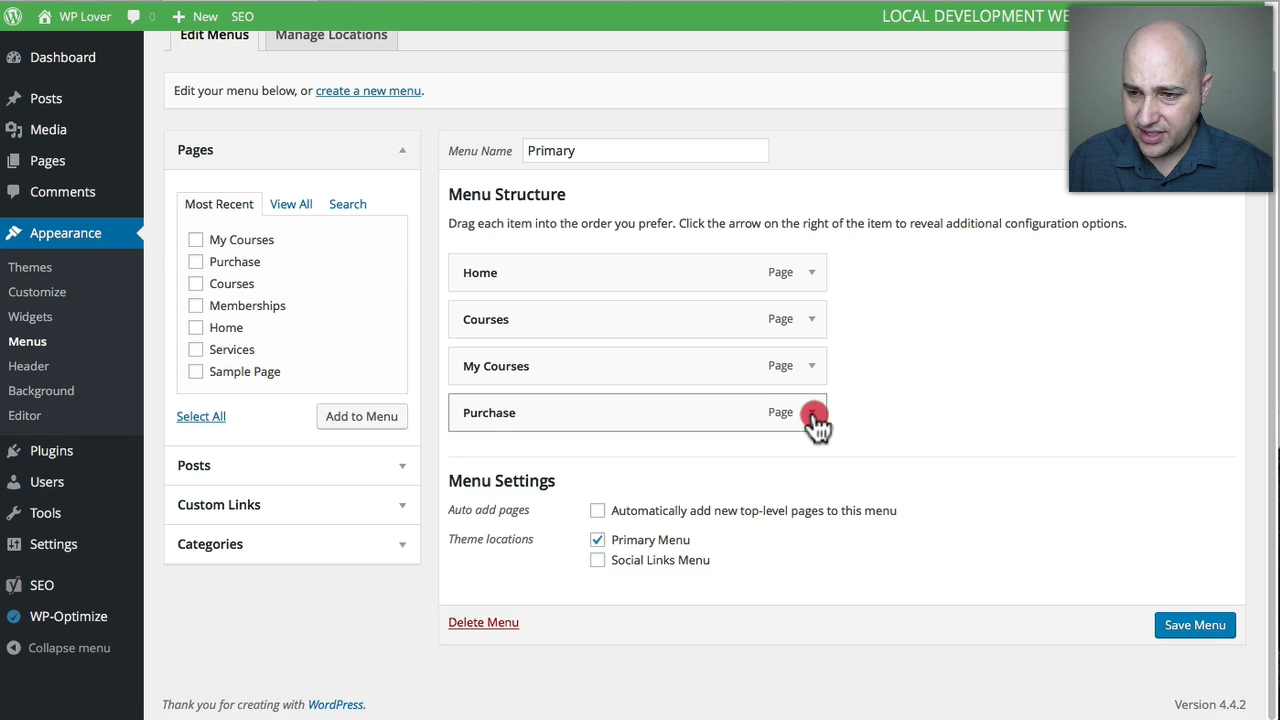 WP Lover 0 New SEO LOCAL DEVELOPMENT WE
Dashboard
Posts
Media
Pages
Comments
Appearance
Themes
Customize
Widgets
Menus
Header
Background
Editor
Plugins
Users
Tools
Settings
SEO
WP-Optimize
Collapse menu
Edit Menus Manage Locations
Edit your menu below, or create a new menu.
Pages
Most Recent View All Search
My Courses
Purchase
Courses
Memberships
Home
Services
Sample Page
Select All Add to Menu
Posts
Custom Links
Categories
Menu Name Primary
Menu Structure
Drag each item into the order you prefer. Click the arrow on the right of the item to reveal additional configuration options.
Home Page
Courses Page
My Courses Page
Purchase Page
Menu Settings
Auto add pages Automatically add new top-level pages to this menu
Theme locations Primary Menu
Social Links Menu
Delete Menu Save Menu
Thank you for creating with WordPress. Version 4.4.2